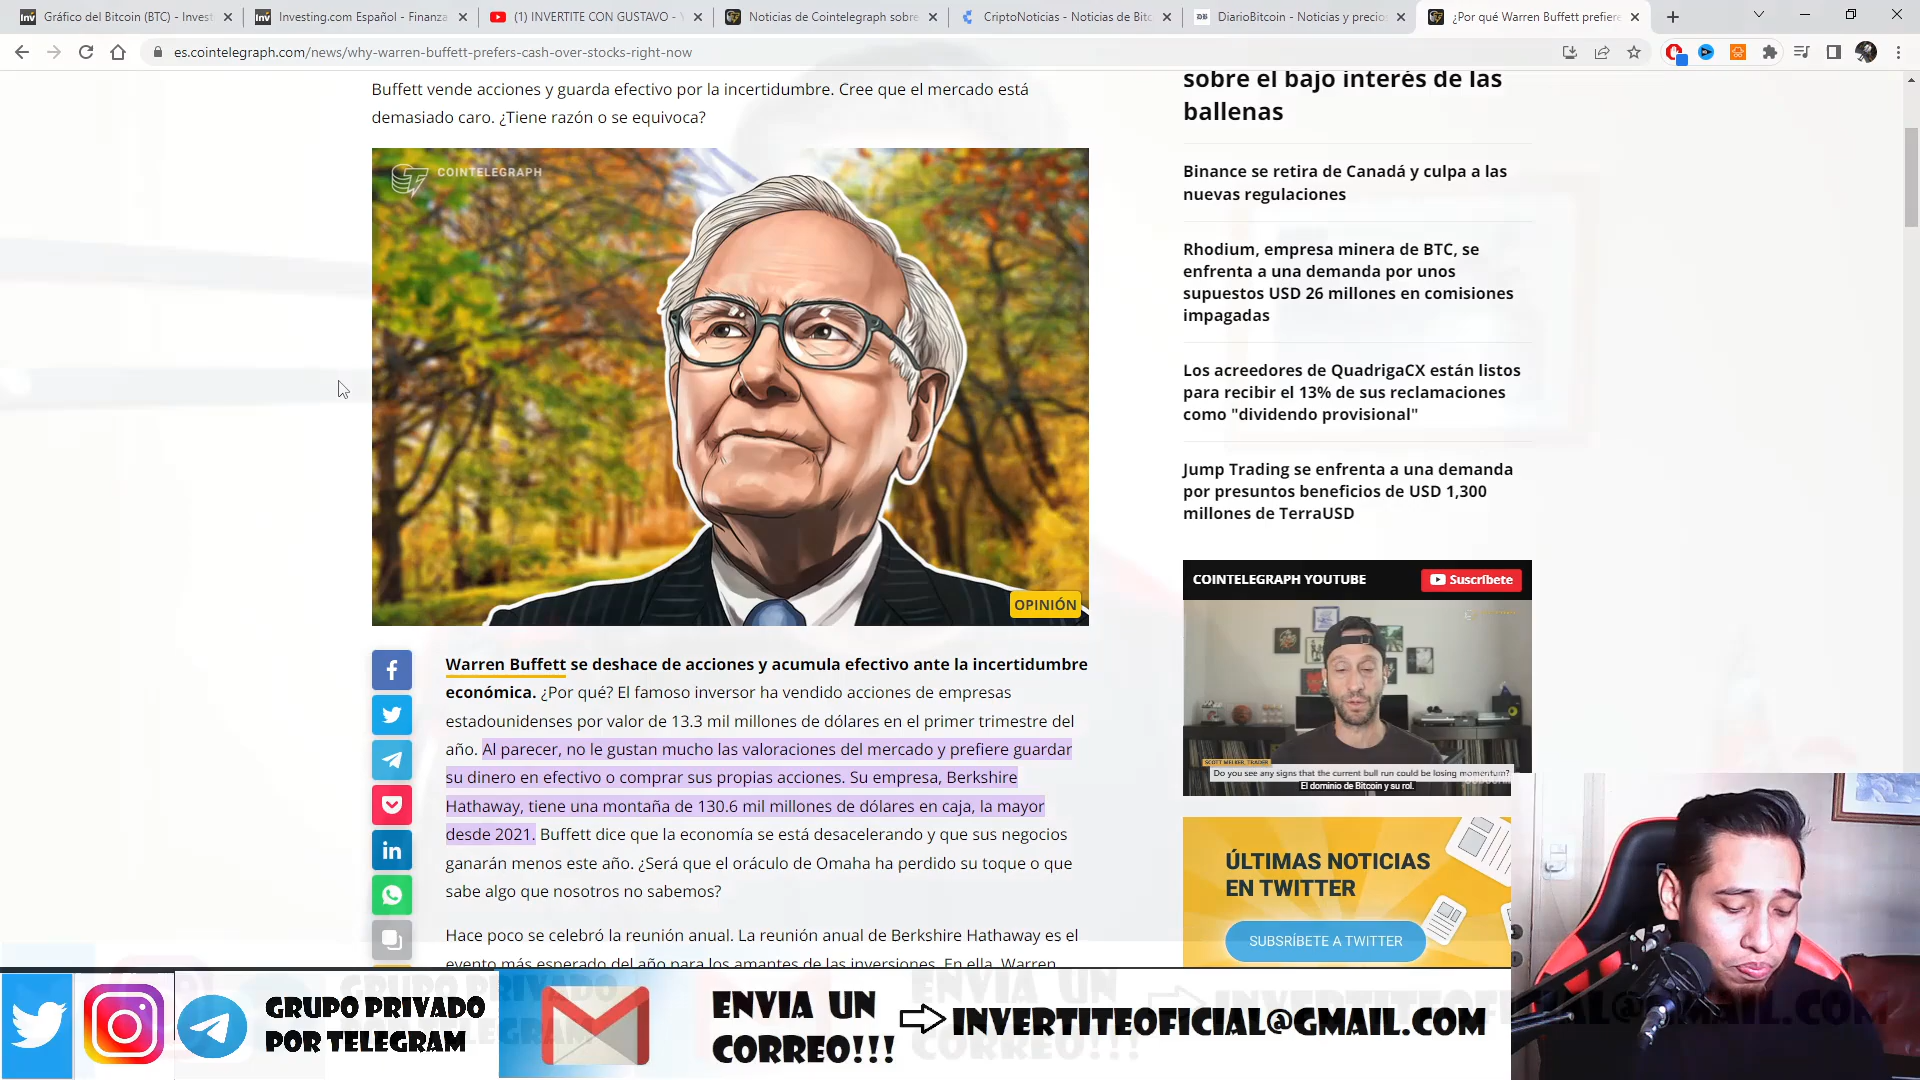 Gráfico del Bitcoin (BTC) - Invest
Investing.com Español - Finanza
(1) INVERTITE CON GUSTAVO - Y
Noticias de Cointelegraph sobre
CriptoNoticias - Noticias de Bitc
DiarioBitcoin - Noticias y precio
¿Por qué Warren Buffett prefiere
es.cointelegraph.com/news/why-warren-buffett-prefers-cash-over-stocks-right-now
Buffett vende acciones y guarda efectivo por la incertidumbre. Cree que el mercado está
demasiado caro. ¿Tiene razón o se equivoca?
COINTELEGRAPH
OPINIÓN
Warren Buffett se deshace de acciones y acumula efectivo ante la incertidumbre
económica. ¿Por qué? El famoso inversor ha vendido acciones de empresas
estadounidenses por valor de 13.3 mil millones de dólares en el primer trimestre del
año. Al parecer, no le gustan mucho las valoraciones del mercado y prefiere guardar
su dinero en efectivo o comprar sus propias acciones. Su empresa, Berkshire
Hathaway, tiene una montaña de 130.6 mil millones de dólares en caja, la mayor
desde 2021. Buffett dice que la economía se está desacelerando y que sus negocios
ganarán menos este año. ¿Será que el oráculo de Omaha ha perdido su toque o que
sabe algo que nosotros no sabemos?
Hace poco se celebró la reunión anual. La reunión anual de Berkshire Hathaway es el
evento más esperado del año para los amantes de las inversiones. En ella, Warren
sobre el bajo interés de las
ballenas
Binance se retira de Canadá y culpa a las
nuevas regulaciones
Rhodium, empresa minera de BTC, se
enfrenta a una demanda por unos
supuestos USD 26 millones en comisiones
impagadas
Los acreedores de QuadrigaCX están listos
para recibir el 13% de sus reclamaciones
como "dividendo provisional"
Jump Trading se enfrenta a una demanda
por presuntos beneficios de USD 1,300
millones de TerraUSD
COINTELEGRAPH YOUTUBE
Suscríbete
SCOTT MELKER, TRADER
Do you see any signs that the current bull run could be losing momentum?
El dominio de Bitcoin y su rol.
ÚLTIMAS NOTICIAS
EN TWITTER
SUBSRÍBETE A TWITTER
GRUPO PRIVADO
POR TELEGRAM
ENVIA UN
CORREO!!!
INVERTITEOFICIAL@GMAIL.COM